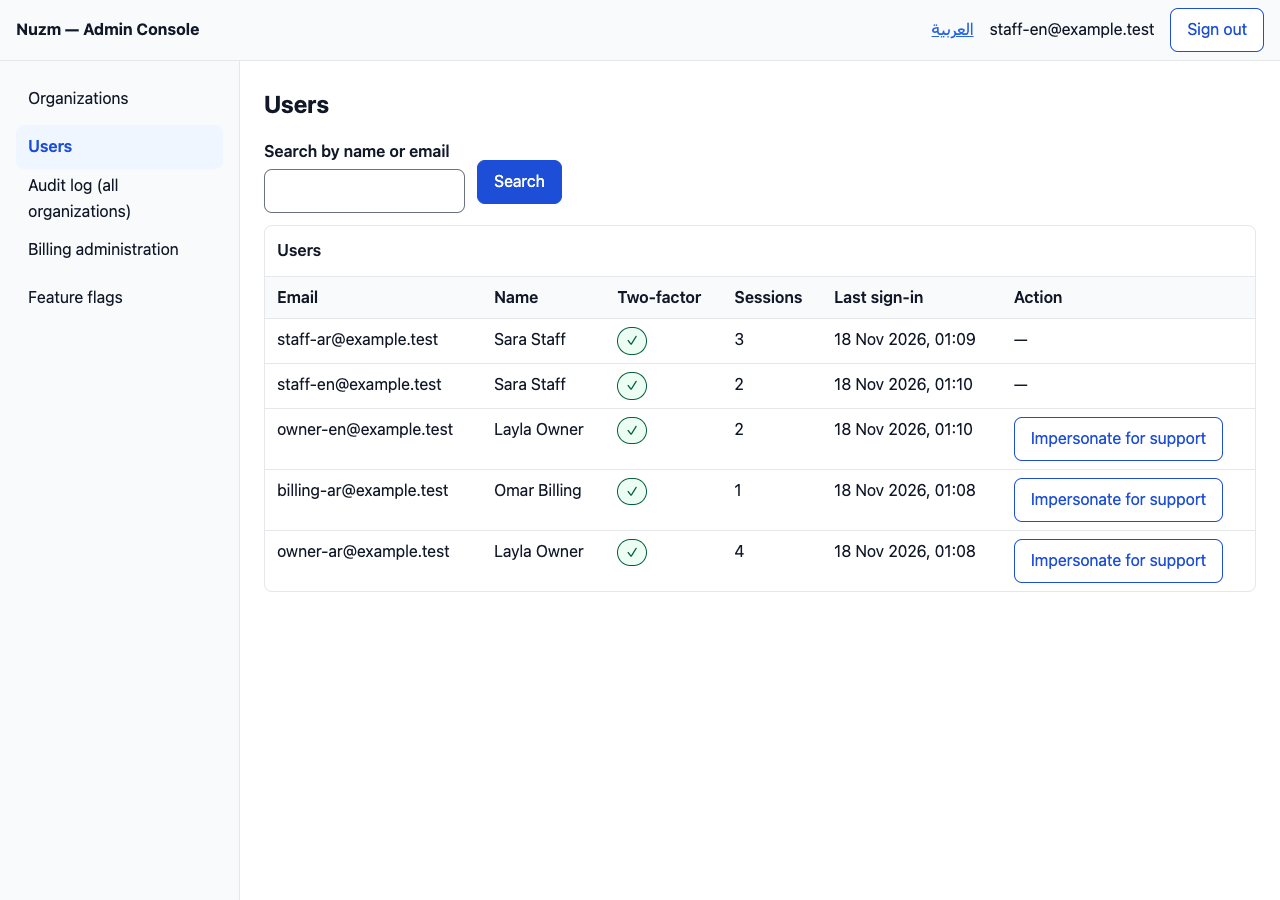 Nuzm — Admin Console
العربية
staff-en@example.test
Sign out
Organizations
Users
Audit log (all
organizations)
Billing administration
Feature flags
Users
Search by name or email
Search
Users
Email Name Two-factor Sessions Last sign-in Action
staff-ar@example.test Sara Staff ✓ 3 18 Nov 2026, 01:09 —
staff-en@example.test Sara Staff ✓ 2 18 Nov 2026, 01:10 —
owner-en@example.test Layla Owner ✓ 2 18 Nov 2026, 01:10 Impersonate for support
billing-ar@example.test Omar Billing ✓ 1 18 Nov 2026, 01:08 Impersonate for support
owner-ar@example.test Layla Owner ✓ 4 18 Nov 2026, 01:08 Impersonate for support